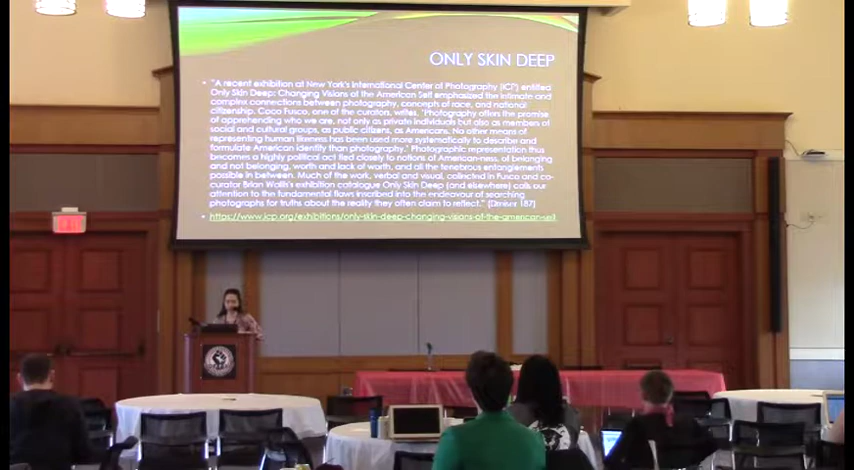 ONLY SKIN DEEP
"A recent exhibition at New York's International Center of Photography (ICP) entitled
Only Skin Deep: Changing Visions of the American Self emphasized the intimate and
complex connections between photography, concepts of race, and national
citizenship. Coco Fusco, one of the curators, writes, "Photography offers the promise
of apprehending who we are, not only as private individuals but also as members of
social and cultural groups, as public citizens, as Americans. No other means of
representing human likeness has been used more systematically to describe and
formulate American identity than photography." Photographic representation thus
becomes a highly political act tied closely to notions of American-ness, of belonging
and not belonging, worth and lack of worth, and all the tenebrous entanglements
possible in between. Much of the work, verbal and visual, collected in Fusco and co-
curator Brian Wallis's exhibition catalogue Only Skin Deep (and elsewhere) calls our
attention to the fundamental flaws inscribed into the endeavour of searching
photographs for truths about the reality they often claim to reflect." 187)
https://www.icp.org/exhibitions/only-skin-deep-changing-visions-of-the-american-self
EXIT